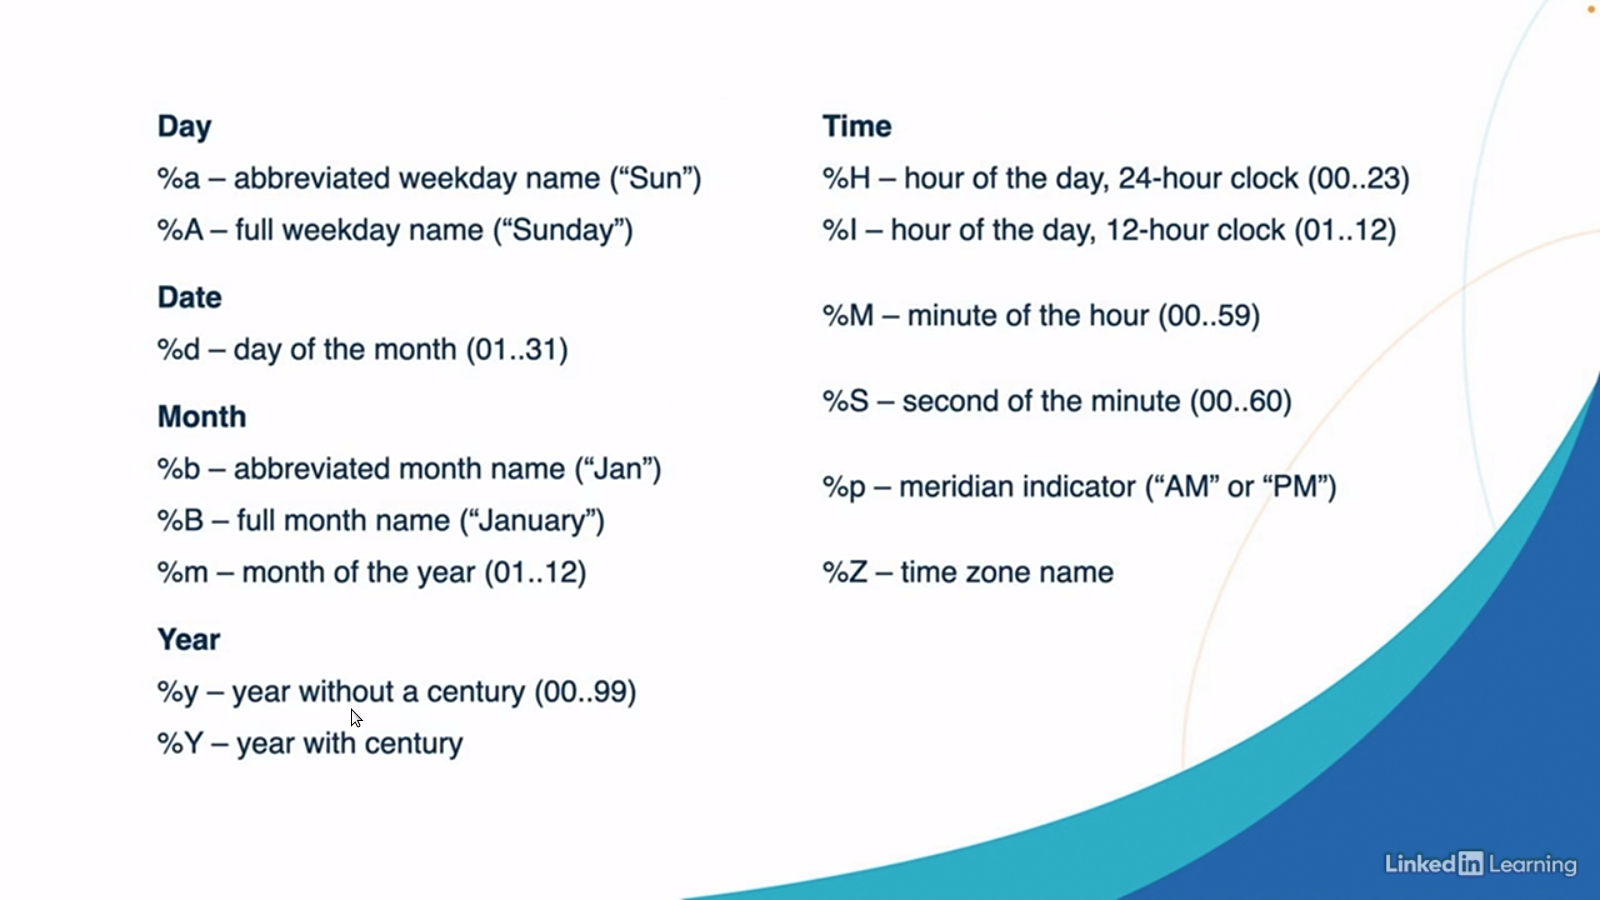 Day
%a – abbreviated weekday name (“Sun”)
%A – full weekday name (“Sunday”)
Date
%d – day of the month (01..31)
Month
%b – abbreviated month name (“Jan”)
%B – full month name (“January”)
%m – month of the year (01..12)
Year
%y – year without a century (00..99)
%Y – year with century
Time
%H – hour of the day, 24-hour clock (00..23)
%I – hour of the day, 12-hour clock (01..12)
%M – minute of the hour (00..59)
%S – second of the minute (00..60)
%p – meridian indicator (“AM” or “PM”)
%Z – time zone name
LinkedIn Learning